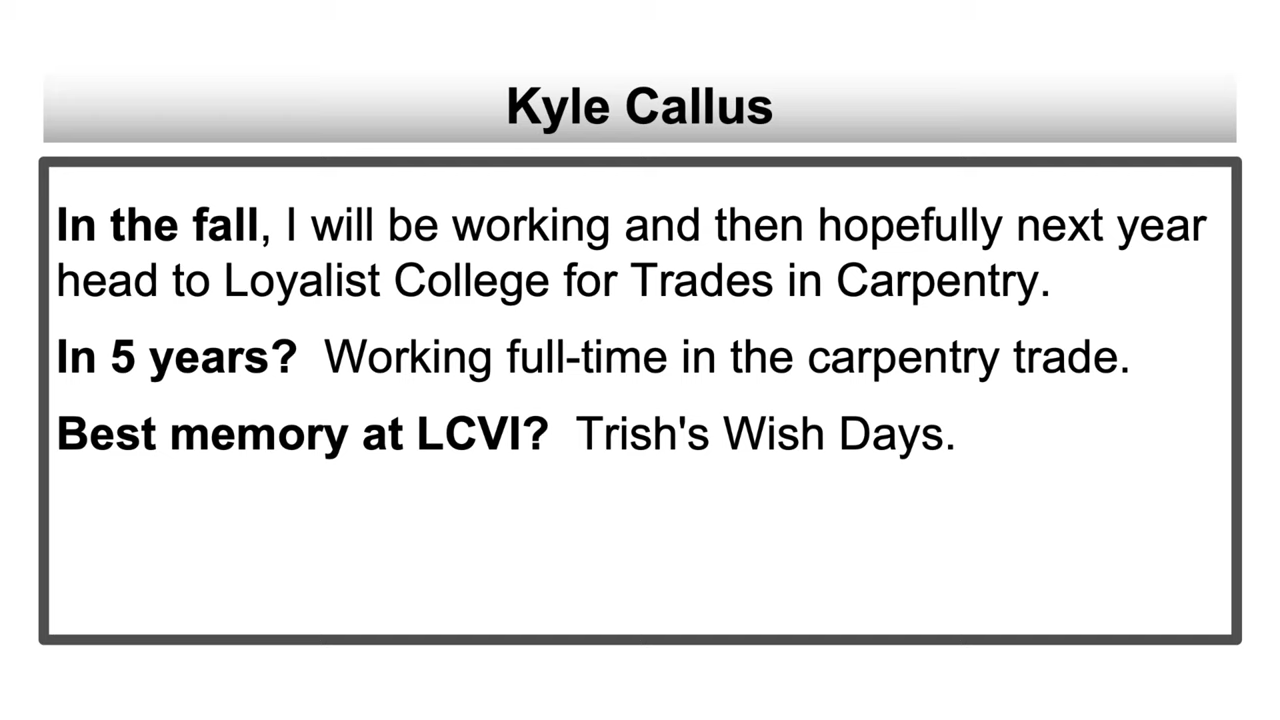 Kyle Callus
In the fall, I will be working and then hopefully next year
head to Loyalist College for Trades in Carpentry.
In 5 years?  Working full-time in the carpentry trade.
Best memory at LCVI?  Trish's Wish Days.